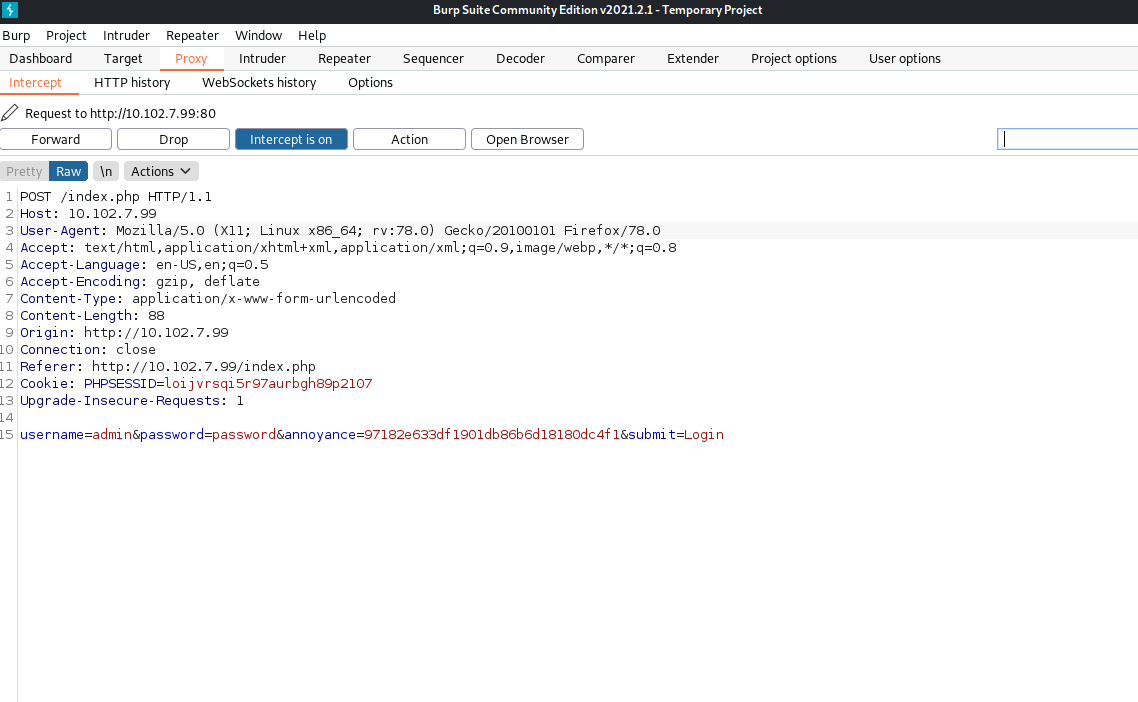 Burp Suite Community Edition v2021.2.1 - Temporary Project
Burp Project Intruder Repeater Window Help
Dashboard Target Proxy Intruder Repeater Sequencer Decoder Comparer Extender Project options User options
Intercept HTTP history WebSockets history Options
Request to http://10.102.7.99:80
Forward Drop Intercept is on Action Open Browser
Pretty Raw \n Actions
1 POST /index.php HTTP/1.1
2 Host: 10.102.7.99
3 User-Agent: Mozilla/5.0 (X11; Linux x86_64; rv:78.0) Gecko/20100101 Firefox/78.0
4 Accept: text/html,application/xhtml+xml,application/xml;q=0.9,image/webp,*/*;q=0.8
5 Accept-Language: en-US,en;q=0.5
6 Accept-Encoding: gzip, deflate
7 Content-Type: application/x-www-form-urlencoded
8 Content-Length: 88
9 Origin: http://10.102.7.99
10 Connection: close
11 Referer: http://10.102.7.99/index.php
12 Cookie: PHPSESSID=loijvrsqi5r97aurbgh89p2107
13 Upgrade-Insecure-Requests: 1
14
15 username=admin&password=password&annoyance=97182e633df1901db86b6d18180dc4f1&submit=Login